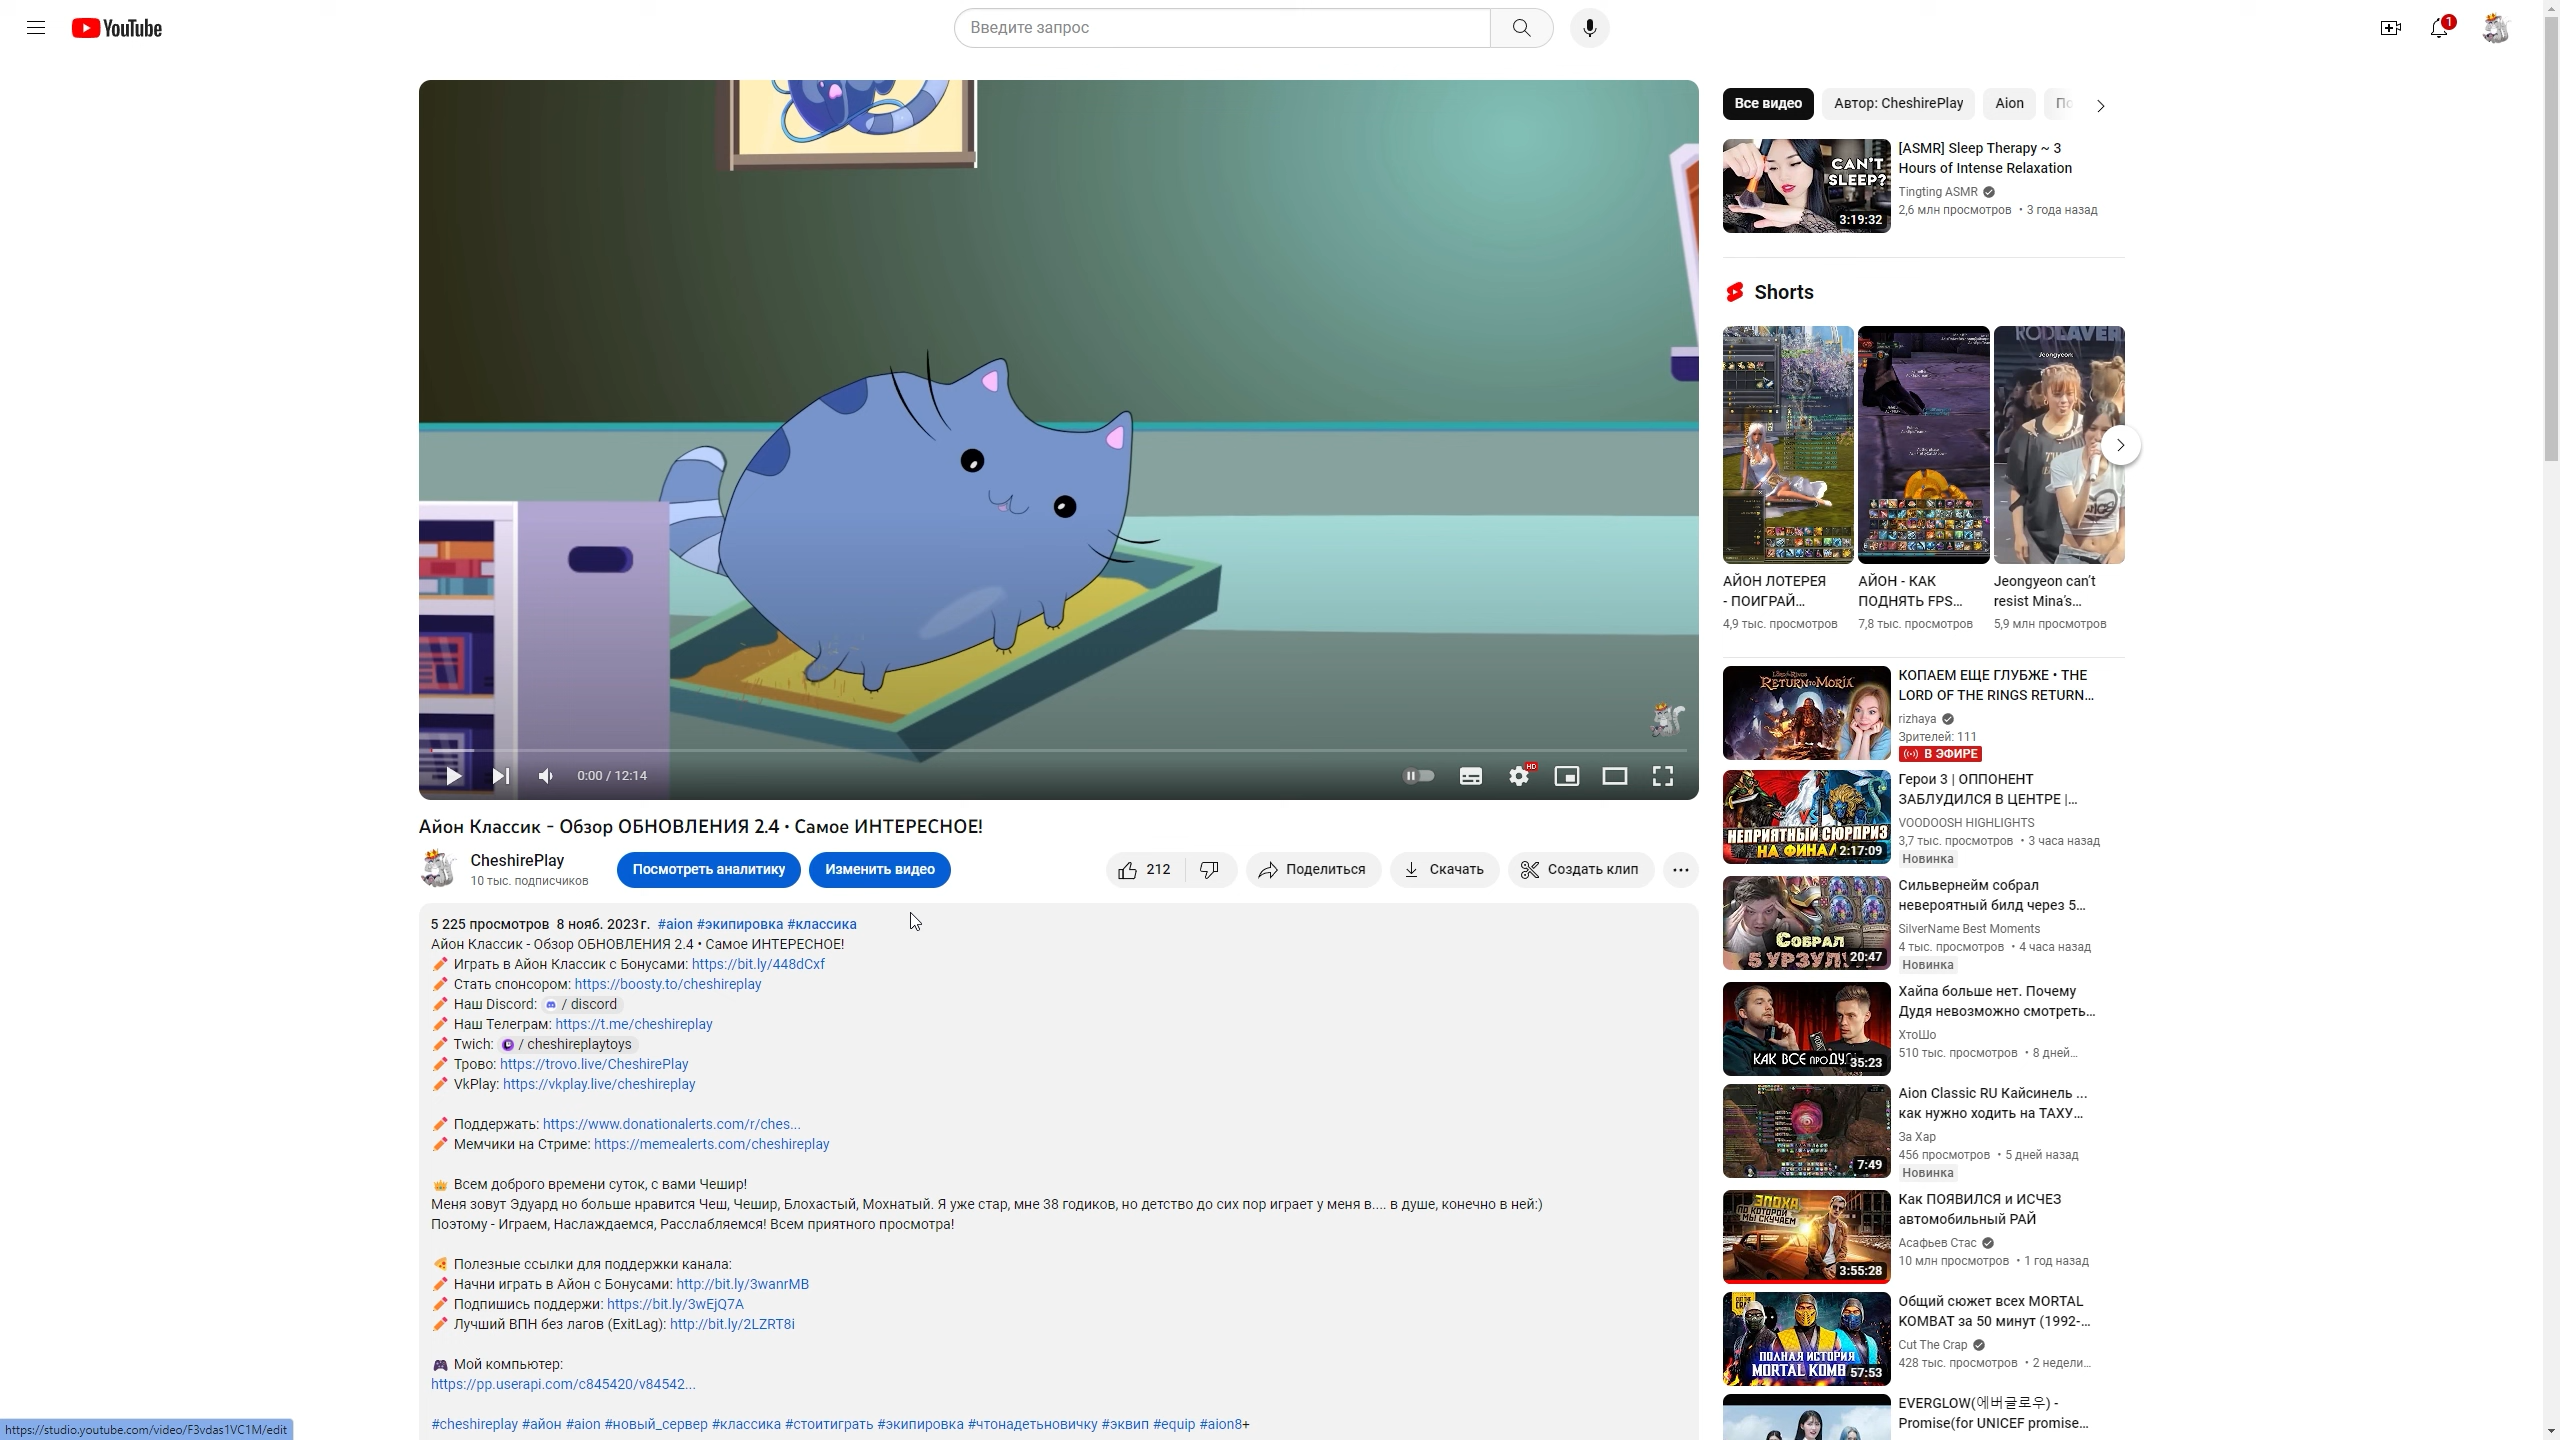 YouTube
Введите запрос
1
HD
0:00 / 12:14
Айон Классик - Обзор ОБНОВЛЕНИЯ 2.4 • Самое ИНТЕРЕСНОЕ!
CheshirePlay
10 тыс. подписчиков
Посмотреть аналитику
Изменить видео
212
Поделиться
Скачать
Создать клип
5 225 просмотров 8 нояб. 2023 г. #aion #экипировка #классика
Айон Классик - Обзор ОБНОВЛЕНИЯ 2.4 • Самое ИНТЕРЕСНОЕ!
Играть в Айон Классик с Бонусами: https://bit.ly/448dCxf
Стать спонсором: https://boosty.to/cheshireplay
Наш Discord: / discord
Наш Телеграм: https://t.me/cheshireplay
Twich: / cheshireplaytoys
Трово: https://trovo.live/CheshirePlay
VkPlay: https://vkplay.live/cheshireplay
Поддержать: https://www.donationalerts.com/r/ches...
Мемчики на Стриме: https://memealerts.com/cheshireplay
Всем доброго времени суток, с вами Чешир!
Меня зовут Эдуард но больше нравится Чеш, Чешир, Блохастый, Мохнатый. Я уже стар, мне 38 годиков, но детство до сих пор играет у меня в.... в душе, конечно в ней:)
Поэтому - Играем, Наслаждаемся, Расслабляемся! Всем приятного просмотра!
Полезные ссылки для поддержки канала:
Начни играть в Айон с Бонусами: http://bit.ly/3wanrMB
Подпишись поддержи: https://bit.ly/3wEjQ7A
Лучший ВПН без лагов (ExitLag): http://bit.ly/2LZRT8i
Мой компьютер:
https://pp.userapi.com/c845420/v84542...
#cheshireplay #айон #aion #новый_сервер #классика #стоитиграть #экипировка #чтонадетьновичку #эквип #equip #aion8+
https://studio.youtube.com/video/F3vdas1VC1M/edit
Все видео
Автор: CheshirePlay
Aion
CAN'T
SLEEP?
3:19:32
[ASMR] Sleep Therapy ~ 3
Hours of Intense Relaxation
Tingting ASMR
2,6 млн просмотров • 3 года назад
Shorts
Jeongyeon:
АЙОН ЛОТЕРЕЯ
- ПОИГРАЙ...
4,9 тыс. просмотров
АЙОН - КАК
ПОДНЯТЬ FPS...
7,8 тыс. просмотров
Jeongyeon can't
resist Mina's...
5,9 млн просмотров
RETURN TO MORIA
КОПАЕМ ЕЩЕ ГЛУБЖЕ • THE
LORD OF THE RINGS RETURN...
rizhaya
Зрителей: 111
В ЭФИРЕ
НЕПРИЯТНЫЙ СЮРПРИЗ
2:17:09
Герои 3 | ОППОНЕНТ
ЗАБЛУДИЛСЯ В ЦЕНТРЕ |...
VOODOOSH HIGHLIGHTS
3,7 тыс. просмотров • 3 часа назад
Новинка
СОБРАЛ
20:47
Сильвернейм собрал
невероятный билд через 5...
SilverName Best Moments
4 тыс. просмотров • 4 часа назад
Новинка
35:23
Хайпа больше нет. Почему
Дудя невозможно смотреть...
ХтоШо
510 тыс. просмотров • 8 дней...
7:49
Aion Classic RU Кайсинель ...
как нужно ходить на ТАХУ...
За Хар
456 просмотров • 5 дней назад
Новинка
ЭПОХА
ПО КОТОРОЙ
МЫ СКУЧАЕМ
3:55:28
Как ПОЯВИЛСЯ и ИСЧЕЗ
автомобильный РАЙ
Асафьев Стас
10 млн просмотров • 1 год назад
ПОЛНАЯ ИСТОРИЯ
57:53
Общий сюжет всех MORTAL
KOMBAT за 50 минут (1992-...
Cut The Crap
428 тыс. просмотров • 2 недели...
EVERGLOW(에버글로우) -
Promise(for UNICEF promise...